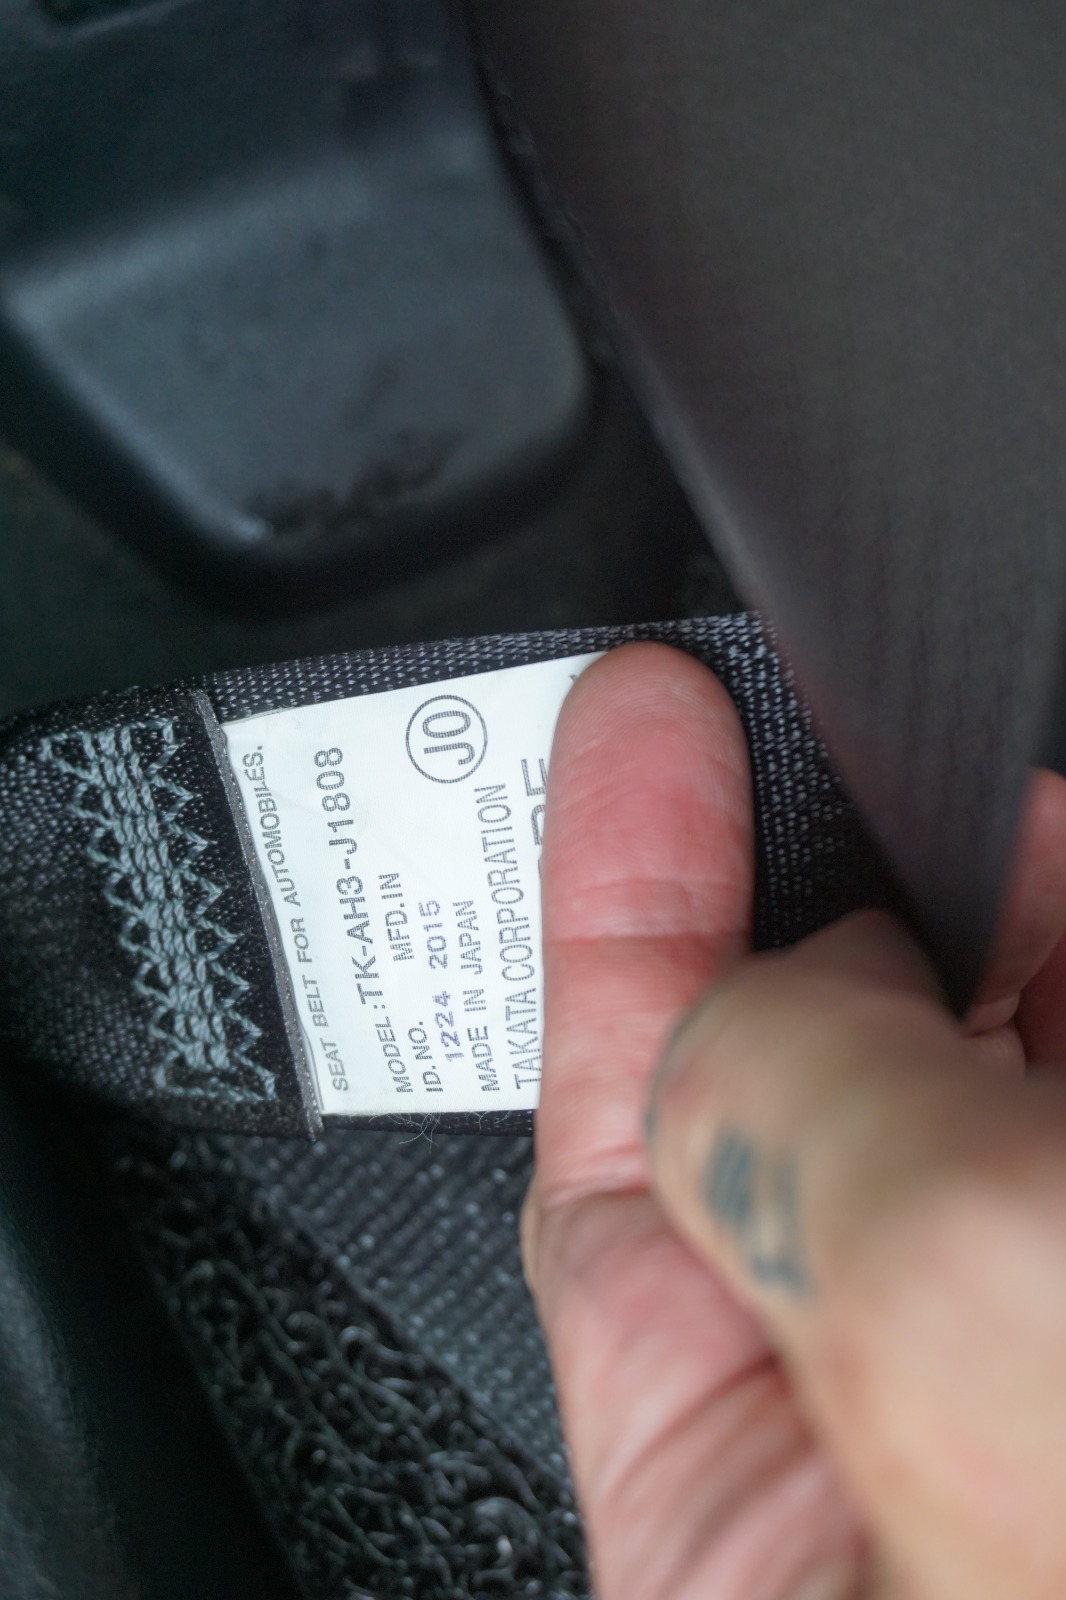 SEAT BELT FOR AUTOMOBILES.
MODEL:TK-AH3-J1808
ID.NO. MFD.IN
1224 2015
MADE IN JAPAN JO
TAKATA CORPORATION